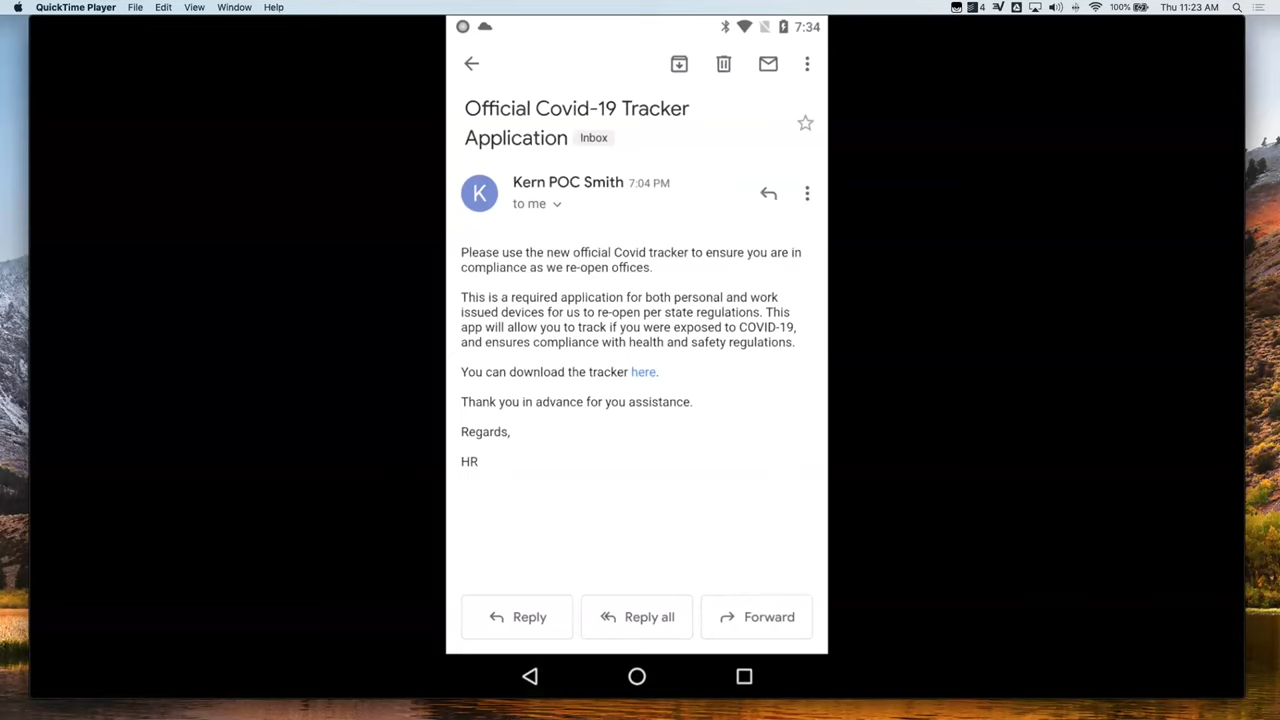 QuickTime Player File Edit View Window Help 4 100% Thu 11:23 AM
7:34
Official Covid-19 Tracker
Application Inbox
K
Kern POC Smith 7:04 PM
to me
Please use the new official Covid tracker to ensure you are in
compliance as we re-open offices.
This is a required application for both personal and work
issued devices for us to re-open per state regulations. This
app will allow you to track if you were exposed to COVID-19,
and ensures compliance with health and safety regulations.
You can download the tracker here.
Thank you in advance for you assistance.
Regards,
HR
Reply Reply all Forward